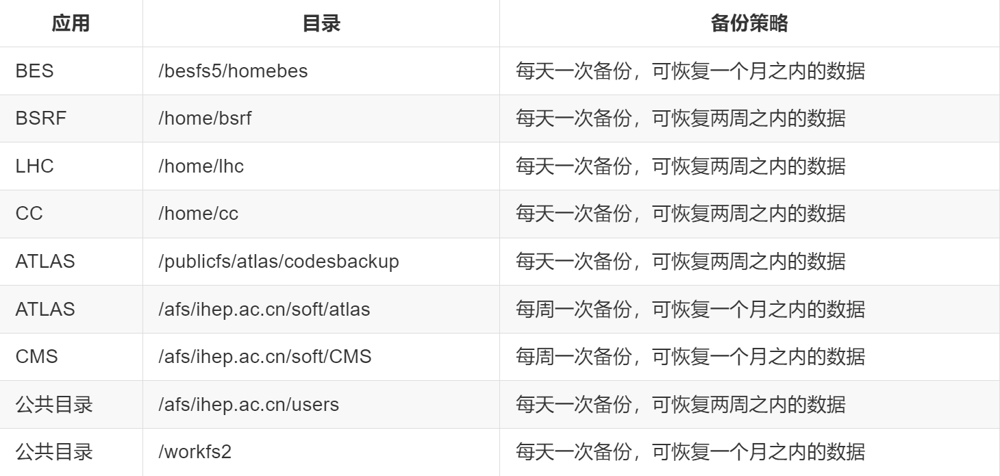 应用 目录 备份策略
BES /besfs5/homebes 每天一次备份，可恢复一个月之内的数据
BSRF /home/bsrf 每天一次备份，可恢复两周之内的数据
LHC /home/lhc 每天一次备份，可恢复两周之内的数据
CC /home/cc 每天一次备份，可恢复两周之内的数据
ATLAS /publicfs/atlas/codesbackup 每天一次备份，可恢复两周之内的数据
ATLAS /afs/ihep.ac.cn/soft/atlas 每周一次备份，可恢复一个月之内的数据
CMS /afs/ihep.ac.cn/soft/CMS 每周一次备份，可恢复一个月之内的数据
公共目录 /afs/ihep.ac.cn/users 每天一次备份，可恢复两周之内的数据
公共目录 /workfs2 每天一次备份，可恢复一个月之内的数据